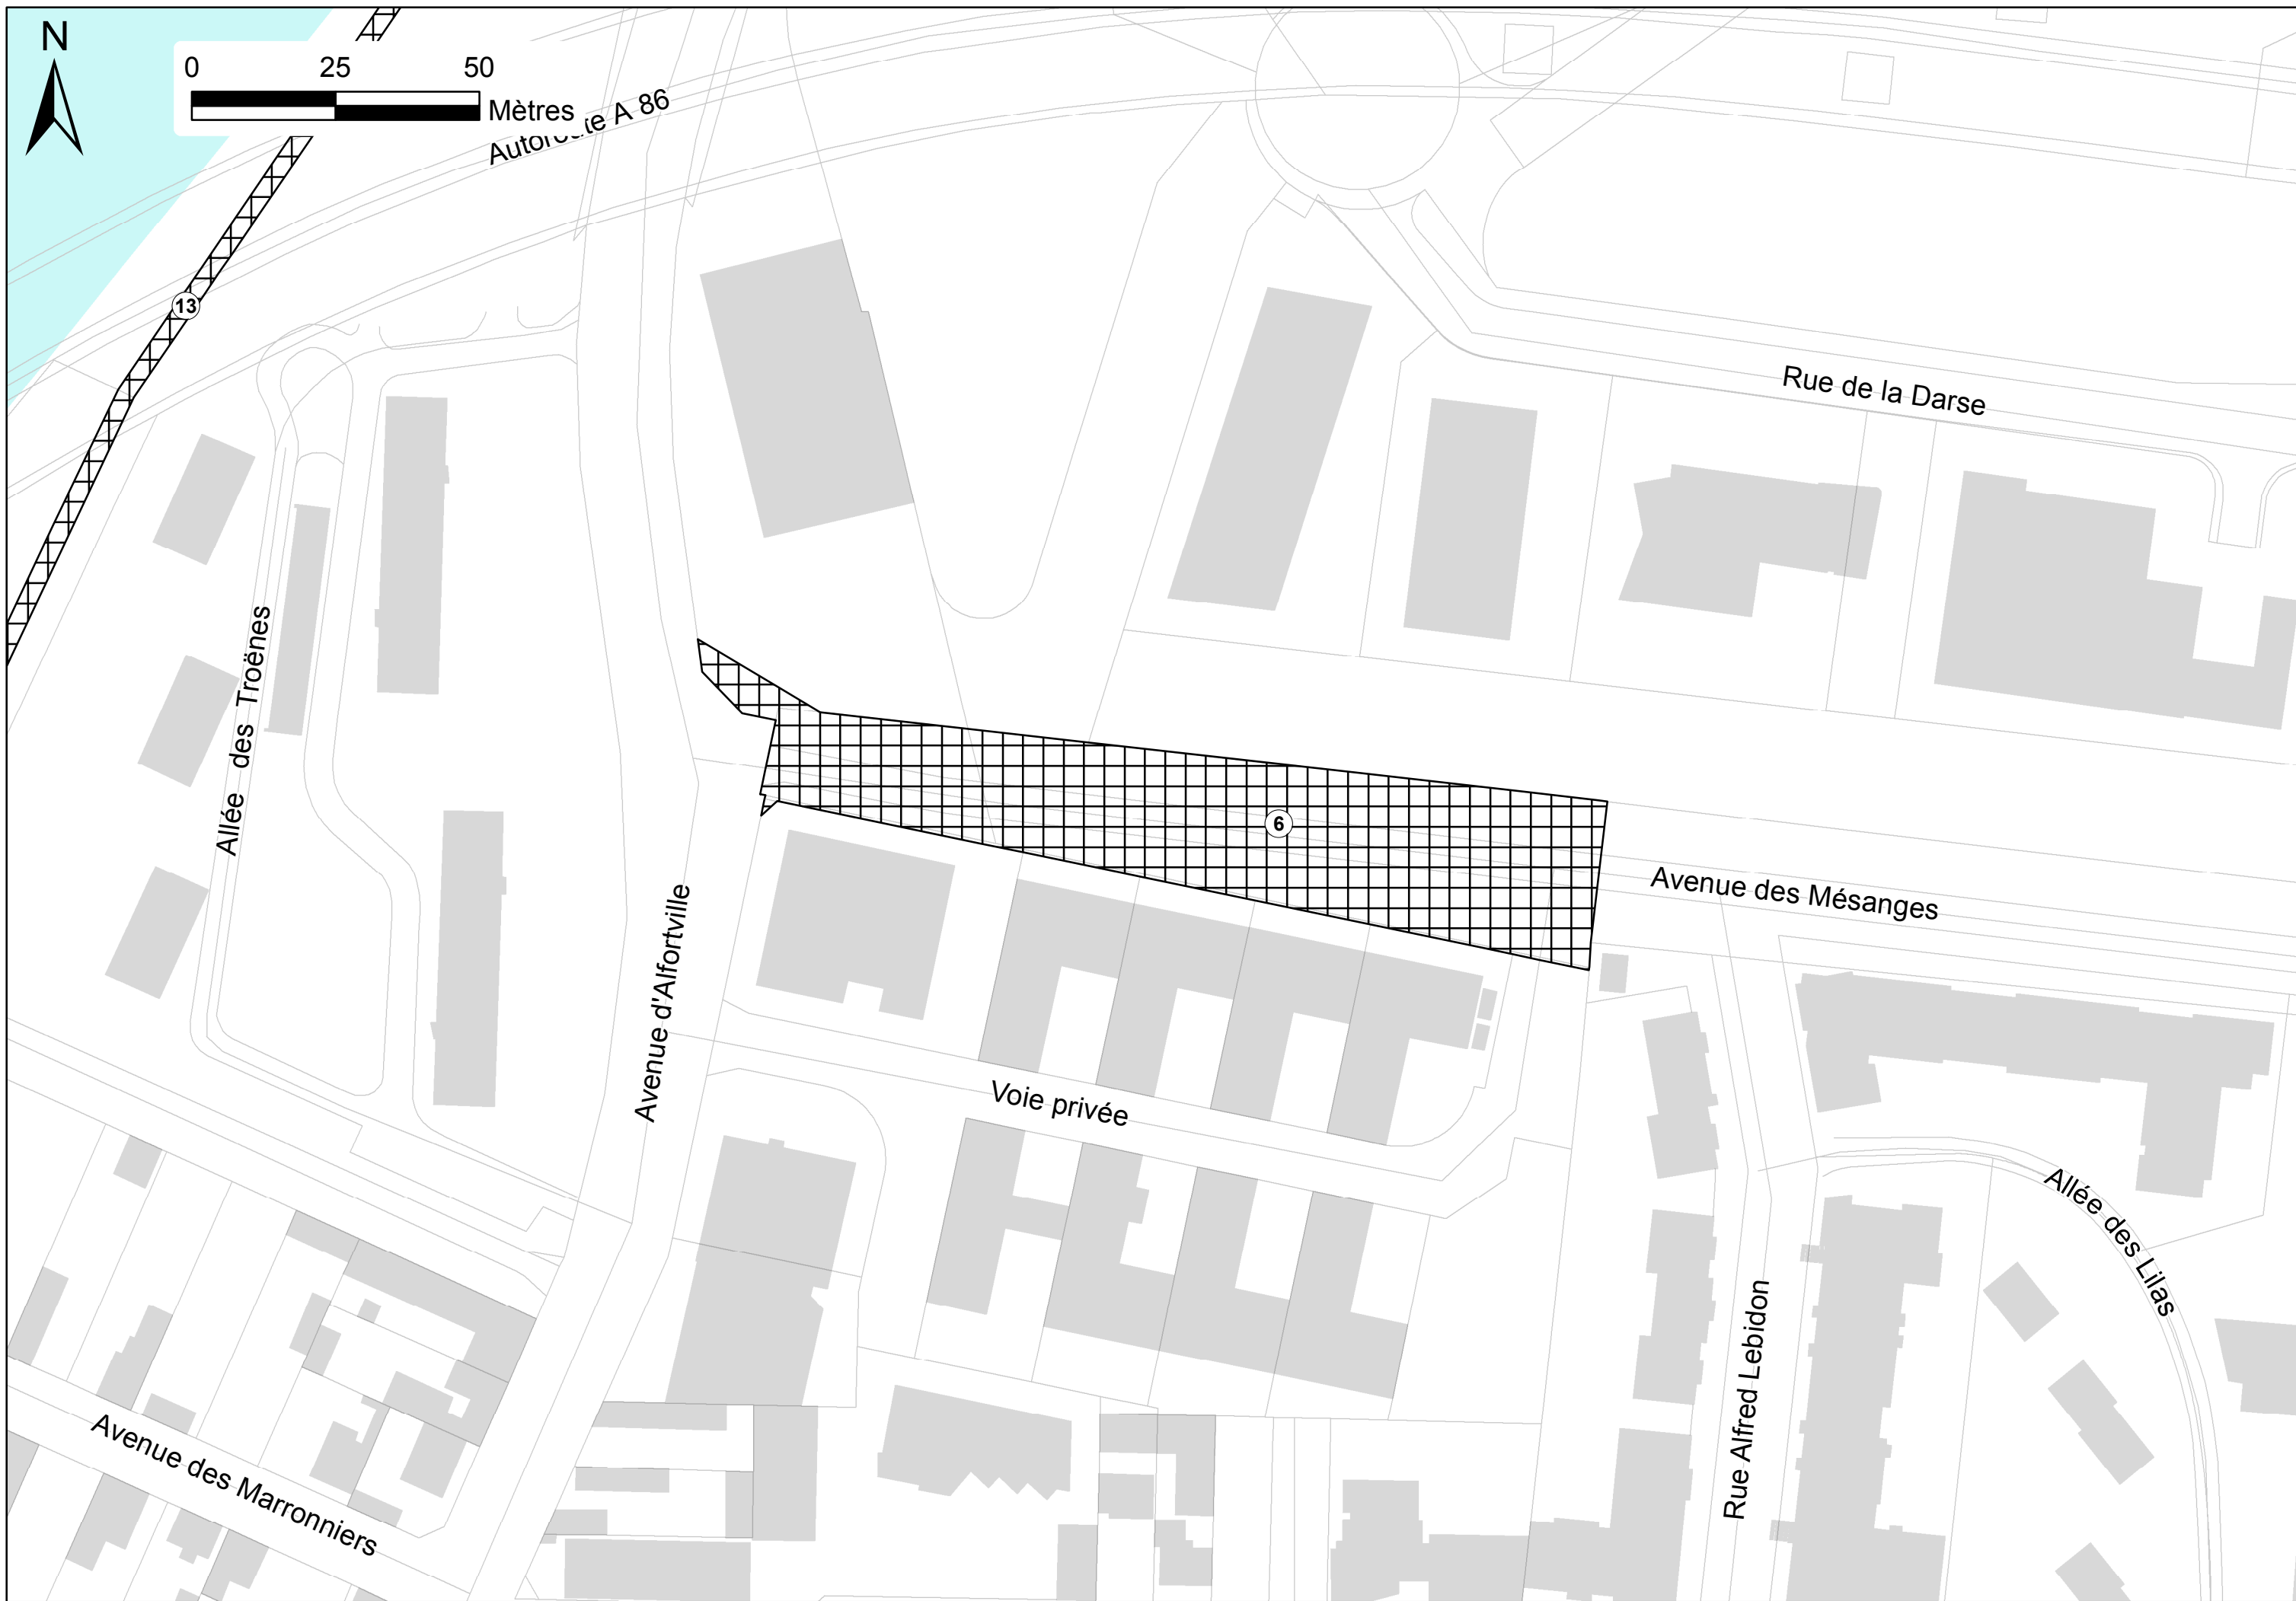 N
0 25 50
Mètres
Autoroute A 86
13
Rue de la Darse
Allée des Troënes
6
Avenue des Mésanges
Avenue d'Alfortville
Voie privée
Allée des Lilas
Rue Alfred Lebidon
Avenue des Marronniers